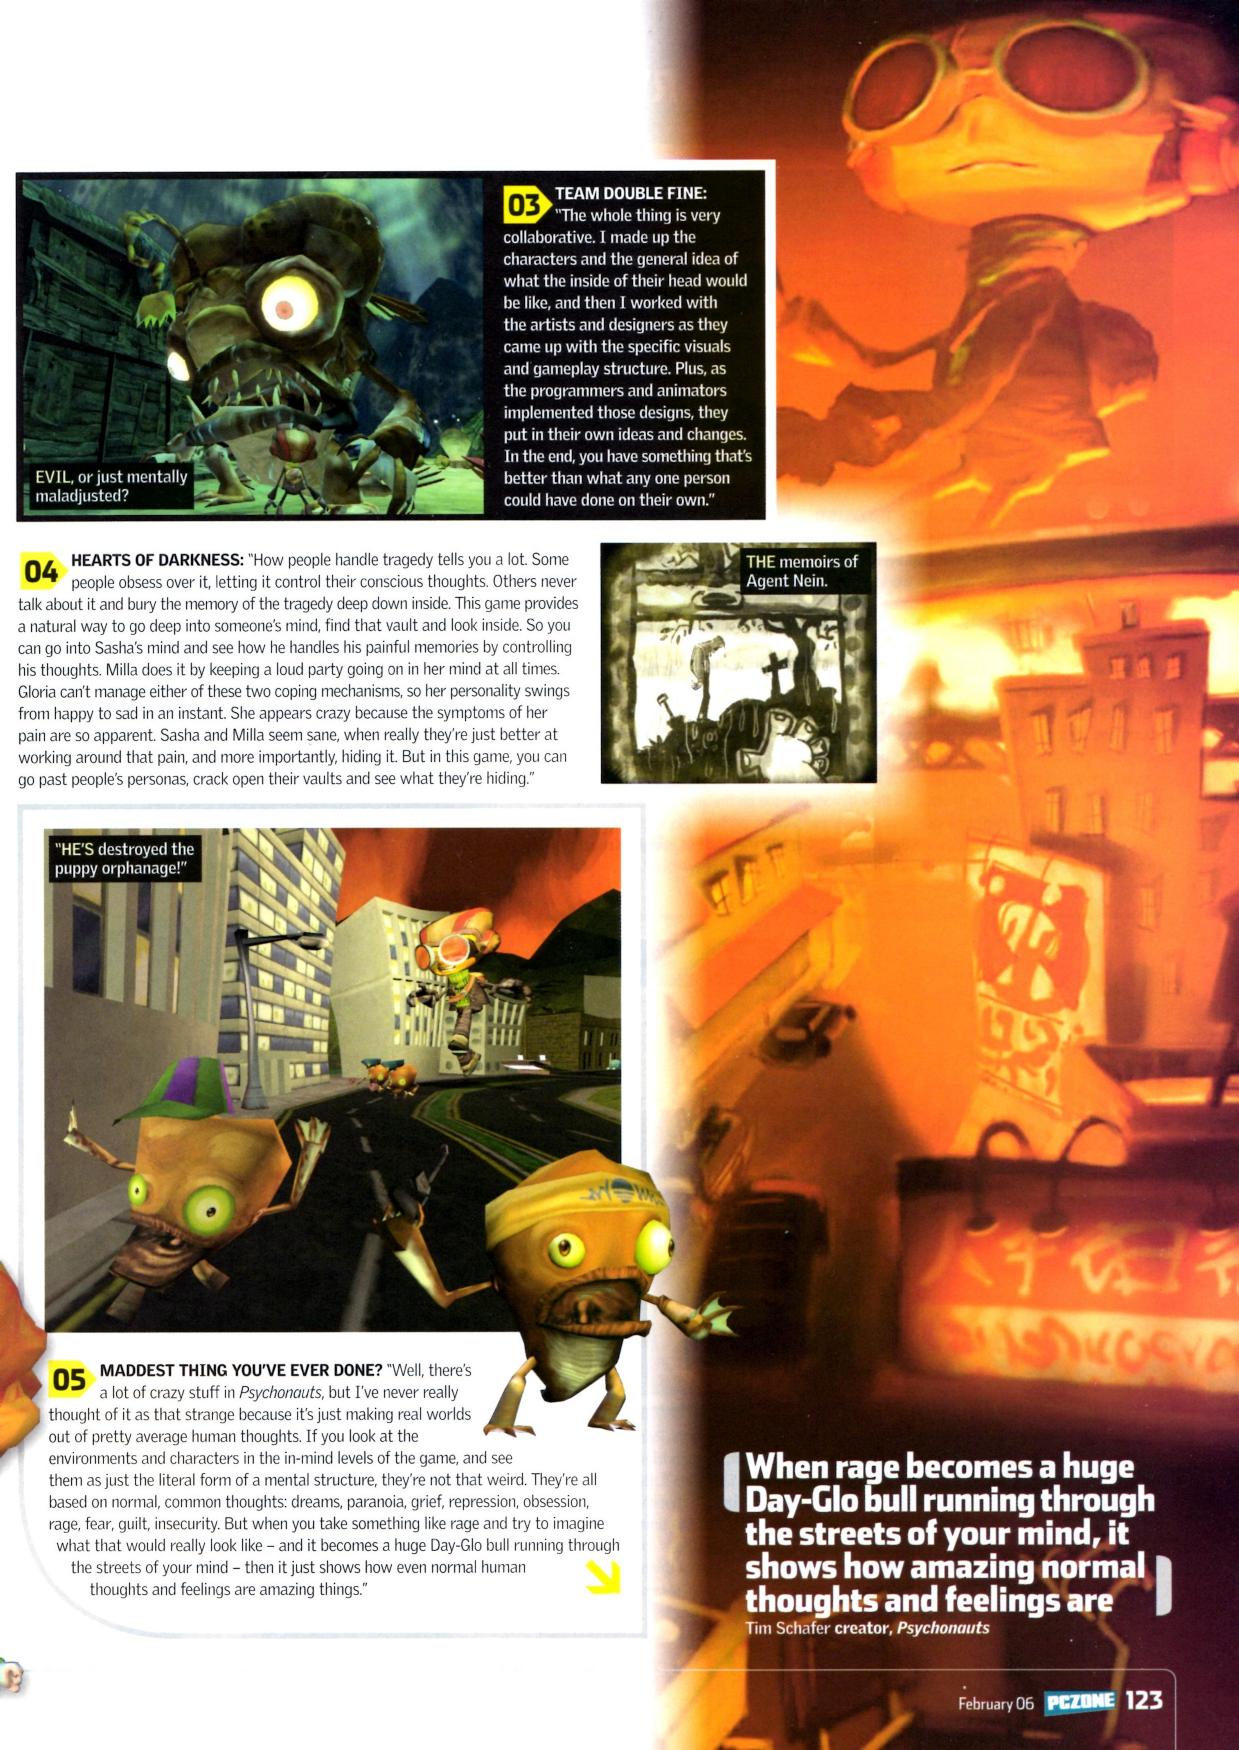 03 TEAM DOUBLE FINE:
"The whole thing is very
collaborative. I made up the
characters and the general idea of
what the inside of their head would
be like, and then I worked with
the artists and designers as they
came up with the specific visuals
and gameplay structure. Plus, as
the programmers and animators
implemented those designs, they
put in their own ideas and changes.
In the end, you have something that's
better than what any one person
could have done on their own."
EVIL, or just mentally
maladjusted?
04 HEARTS OF DARKNESS: "How people handle tragedy tells you a lot. Some
people obsess over it, letting it control their conscious thoughts. Others never
talk about it and bury the memory of the tragedy deep down inside. This game provides
a natural way to go deep into someone's mind, find that vault and look inside. So you
can go into Sasha's mind and see how he handles his painful memories by controlling
his thoughts. Milla does it by keeping a loud party going on in her mind at all times.
Gloria can't manage either of these two coping mechanisms, so her personality swings
from happy to sad in an instant. She appears crazy because the symptoms of her
pain are so apparent. Sasha and Milla seem sane, when really they're just better at
working around that pain, and more importantly, hiding it. But in this game, you can
go past people's personas, crack open their vaults and see what they're hiding."
THE memoirs of
Agent Nein.
"HE'S destroyed the
puppy orphanage!"
05 MADDEST THING YOU'VE EVER DONE? "Well, there's
a lot of crazy stuff in Psychonauts, but I've never really
thought of it as that strange because it's just making real worlds
out of pretty average human thoughts. If you look at the
environments and characters in the in-mind levels of the game, and see
them as just the literal form of a mental structure, they're not that weird. They're all
based on normal, common thoughts: dreams, paranoia, grief, repression, obsession,
rage, fear, guilt, insecurity. But when you take something like rage and try to imagine
what that would really look like – and it becomes a huge Day-Glo bull running through
the streets of your mind – then it just shows how even normal human
thoughts and feelings are amazing things."
When rage becomes a huge
Day-Glo bull running through
the streets of your mind, it
shows how amazing normal
thoughts and feelings are
Tim Schafer creator, Psychonauts
February 06 PCZONE 123